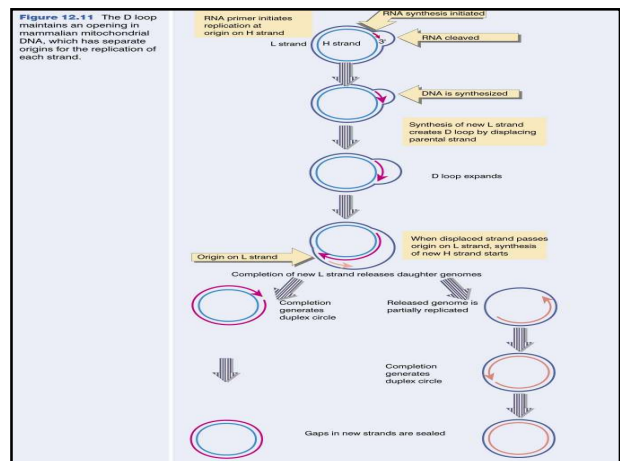 Figure 12.11 The D loop
maintains an opening in
mammalian mitochondrial
DNA, which has separate
origins for the replication of
each strand.
RNA synthesis initiated
RNA primer initiates
replication at
origin on H strand
L strand
H strand
3'
RNA cleaved
DNA is synthesized
Synthesis of new L strand
creates D loop by displacing
parental strand
D loop expands
When displaced strand passes
origin on L strand, synthesis
of new H strand starts
Origin on L strand
Completion of new L strand releases daughter genomes
Completion
generates
duplex circle
Released genome is
partially replicated
Completion
generates
duplex circle
Gaps in new strands are sealed